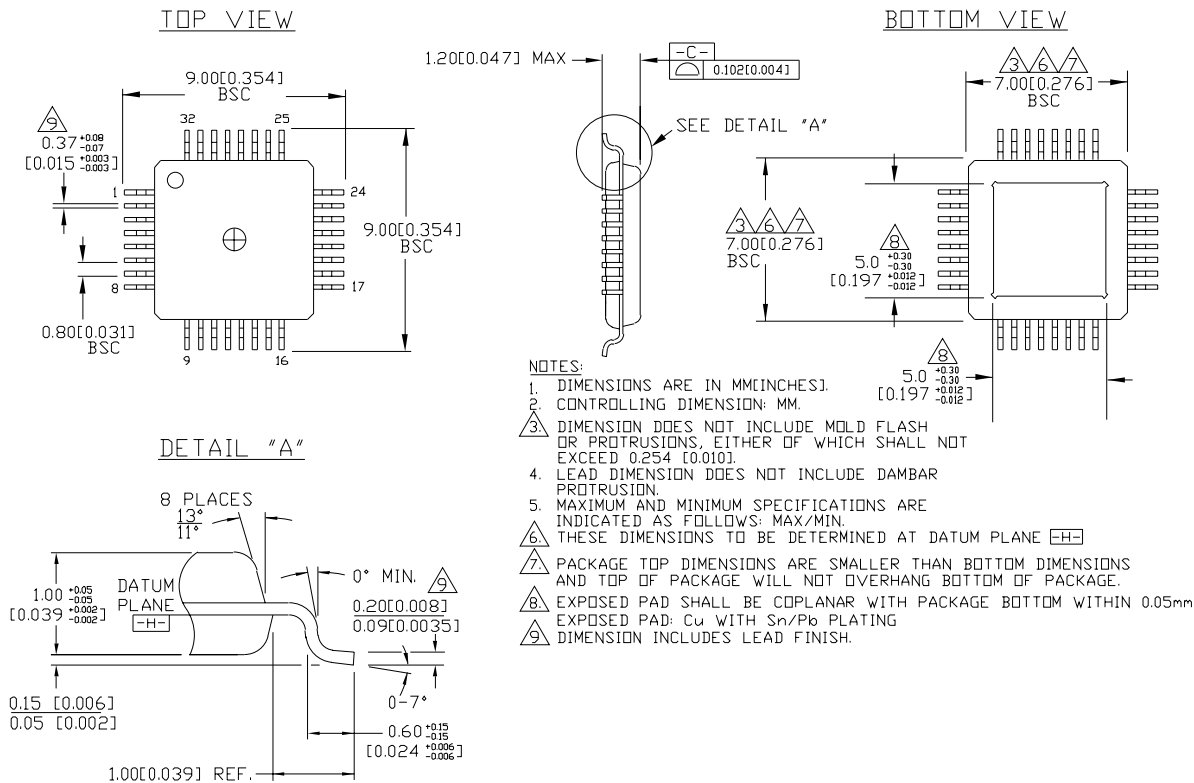 TOP VIEW
9.00[0.354]
BSC
9
0.37 +0.08 -0.07
[0.015 +0.003 -0.003]
32
25
1
24
9.00[0.354]
BSC
8
17
0.80[0.031]
BSC
9
16
1.20[0.047] MAX
-C-
0.102[0.004]
SEE DETAIL "A"
BOTTOM VIEW
3 6 7
7.00[0.276]
BSC
3 6 7
7.00[0.276]
BSC
8
5.0 +0.30 -0.30
[0.197 +0.012 -0.012]
8
5.0 +0.30 -0.30
[0.197 +0.012 -0.012]
NOTES:
1. DIMENSIONS ARE IN MM[INCHES].
2. CONTROLLING DIMENSION: MM.
3. DIMENSION DOES NOT INCLUDE MOLD FLASH
OR PROTRUSIONS, EITHER OF WHICH SHALL NOT
EXCEED 0.254 [0.010].
4. LEAD DIMENSION DOES NOT INCLUDE DAMBAR
PROTRUSION.
5. MAXIMUM AND MINIMUM SPECIFICATIONS ARE
INDICATED AS FOLLOWS: MAX/MIN.
6. THESE DIMENSIONS TO BE DETERMINED AT DATUM PLANE -H-
7. PACKAGE TOP DIMENSIONS ARE SMALLER THAN BOTTOM DIMENSIONS
AND TOP OF PACKAGE WILL NOT OVERHANG BOTTOM OF PACKAGE.
8. EXPOSED PAD SHALL BE COPLANAR WITH PACKAGE BOTTOM WITHIN 0.05mm
EXPOSED PAD: Cu WITH Sn/Pb PLATING
9 DIMENSION INCLUDES LEAD FINISH.
DETAIL "A"
8 PLACES
13°
11°
1.00 +0.05 -0.05
[0.039 +0.002 -0.002]
DATUM
PLANE
-H-
0° MIN.
9
0.20[0.008]
0.09[0.0035]
0-7°
0.15 [0.006]
0.05 [0.002]
0.60 +0.15 -0.15
[0.024 +0.006 -0.006]
1.00[0.039] REF.